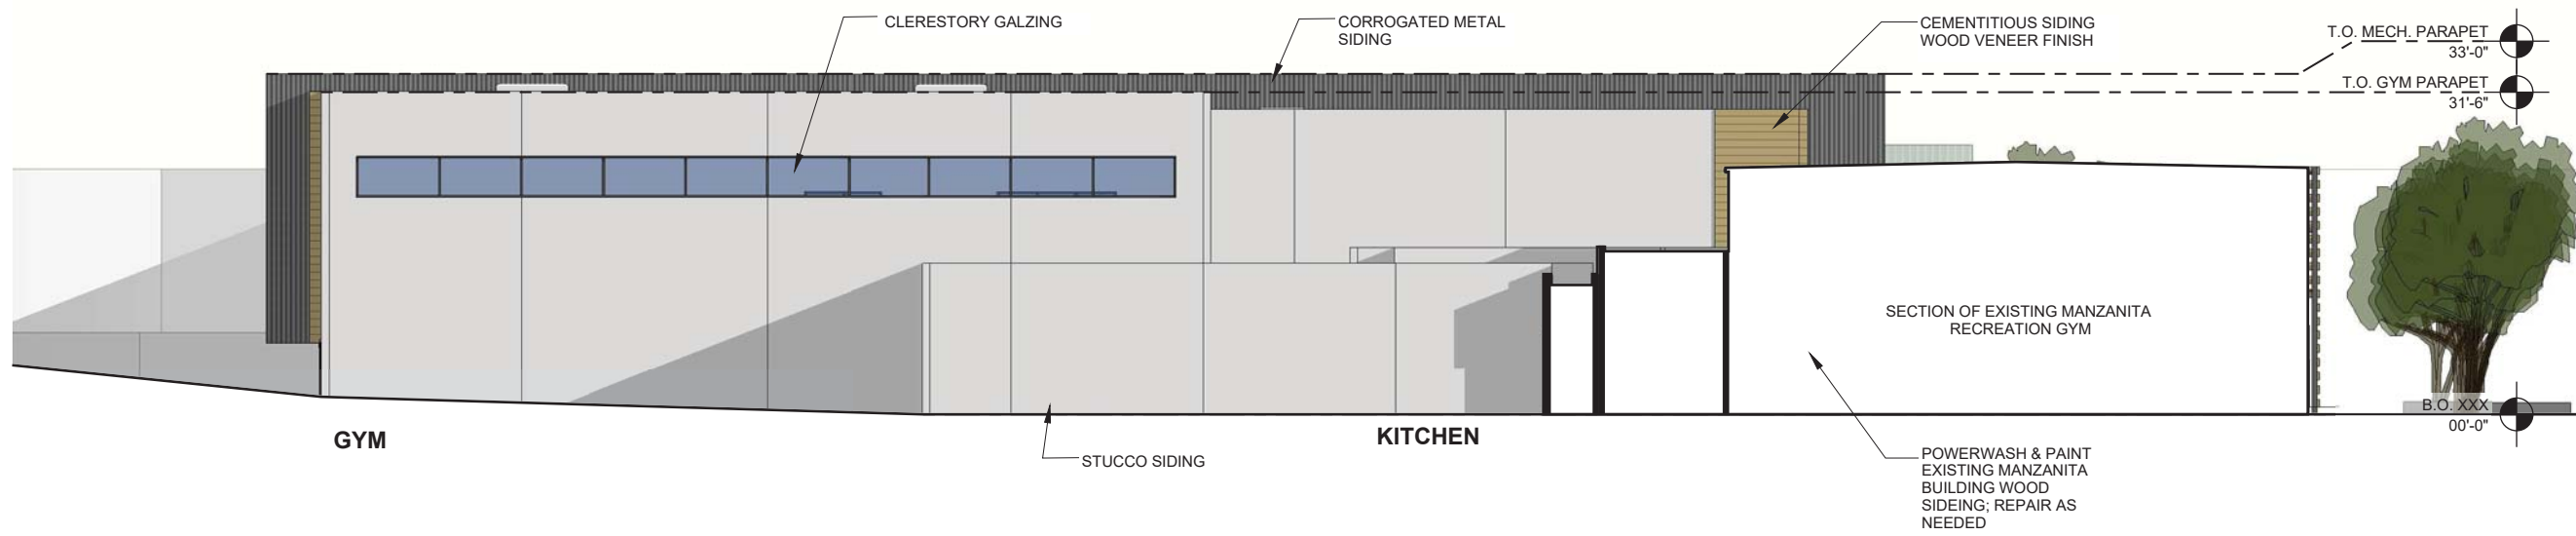 CLERESTORY GALZING
CORROGATED METAL
SIDING
CEMENTITIOUS SIDING
WOOD VENEER FINISH
T.O. MECH. PARAPET
33'-0"
T.O. GYM PARAPET
31'-6"
SECTION OF EXISTING MANZANITA
RECREATION GYM
B.O. XXX
00'-0"
GYM
KITCHEN
STUCCO SIDING
POWERWASH & PAINT
EXISTING MANZANITA
BUILDING WOOD
SIDEING; REPAIR AS
NEEDED